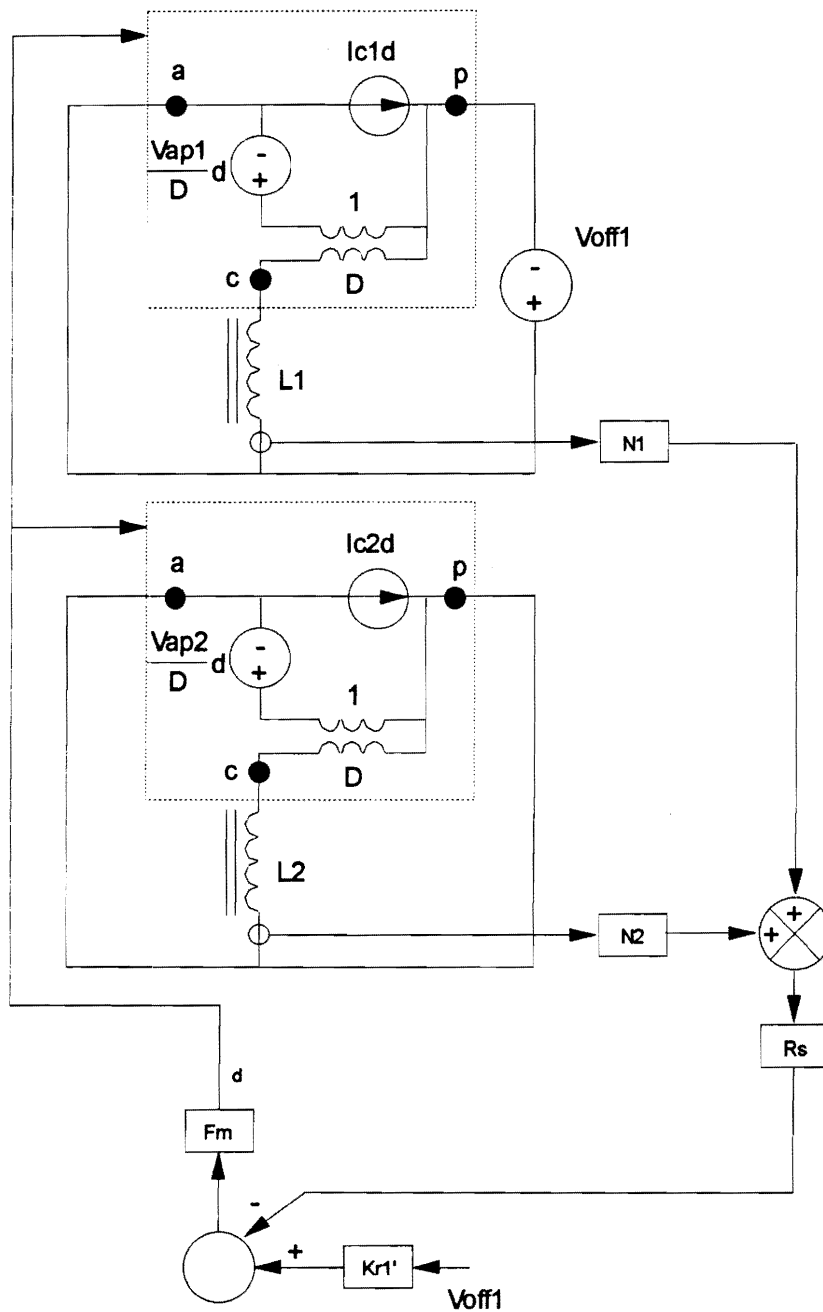 Ic1d
a
p
Vap1
D
d
-
+
1
D
c
Voff1
-
+
L1
N1
Ic2d
a
p
Vap2
D
d
-
+
1
D
c
L2
N2
+
+
Rs
d
Fm
-
+
Kr1'
Voff1